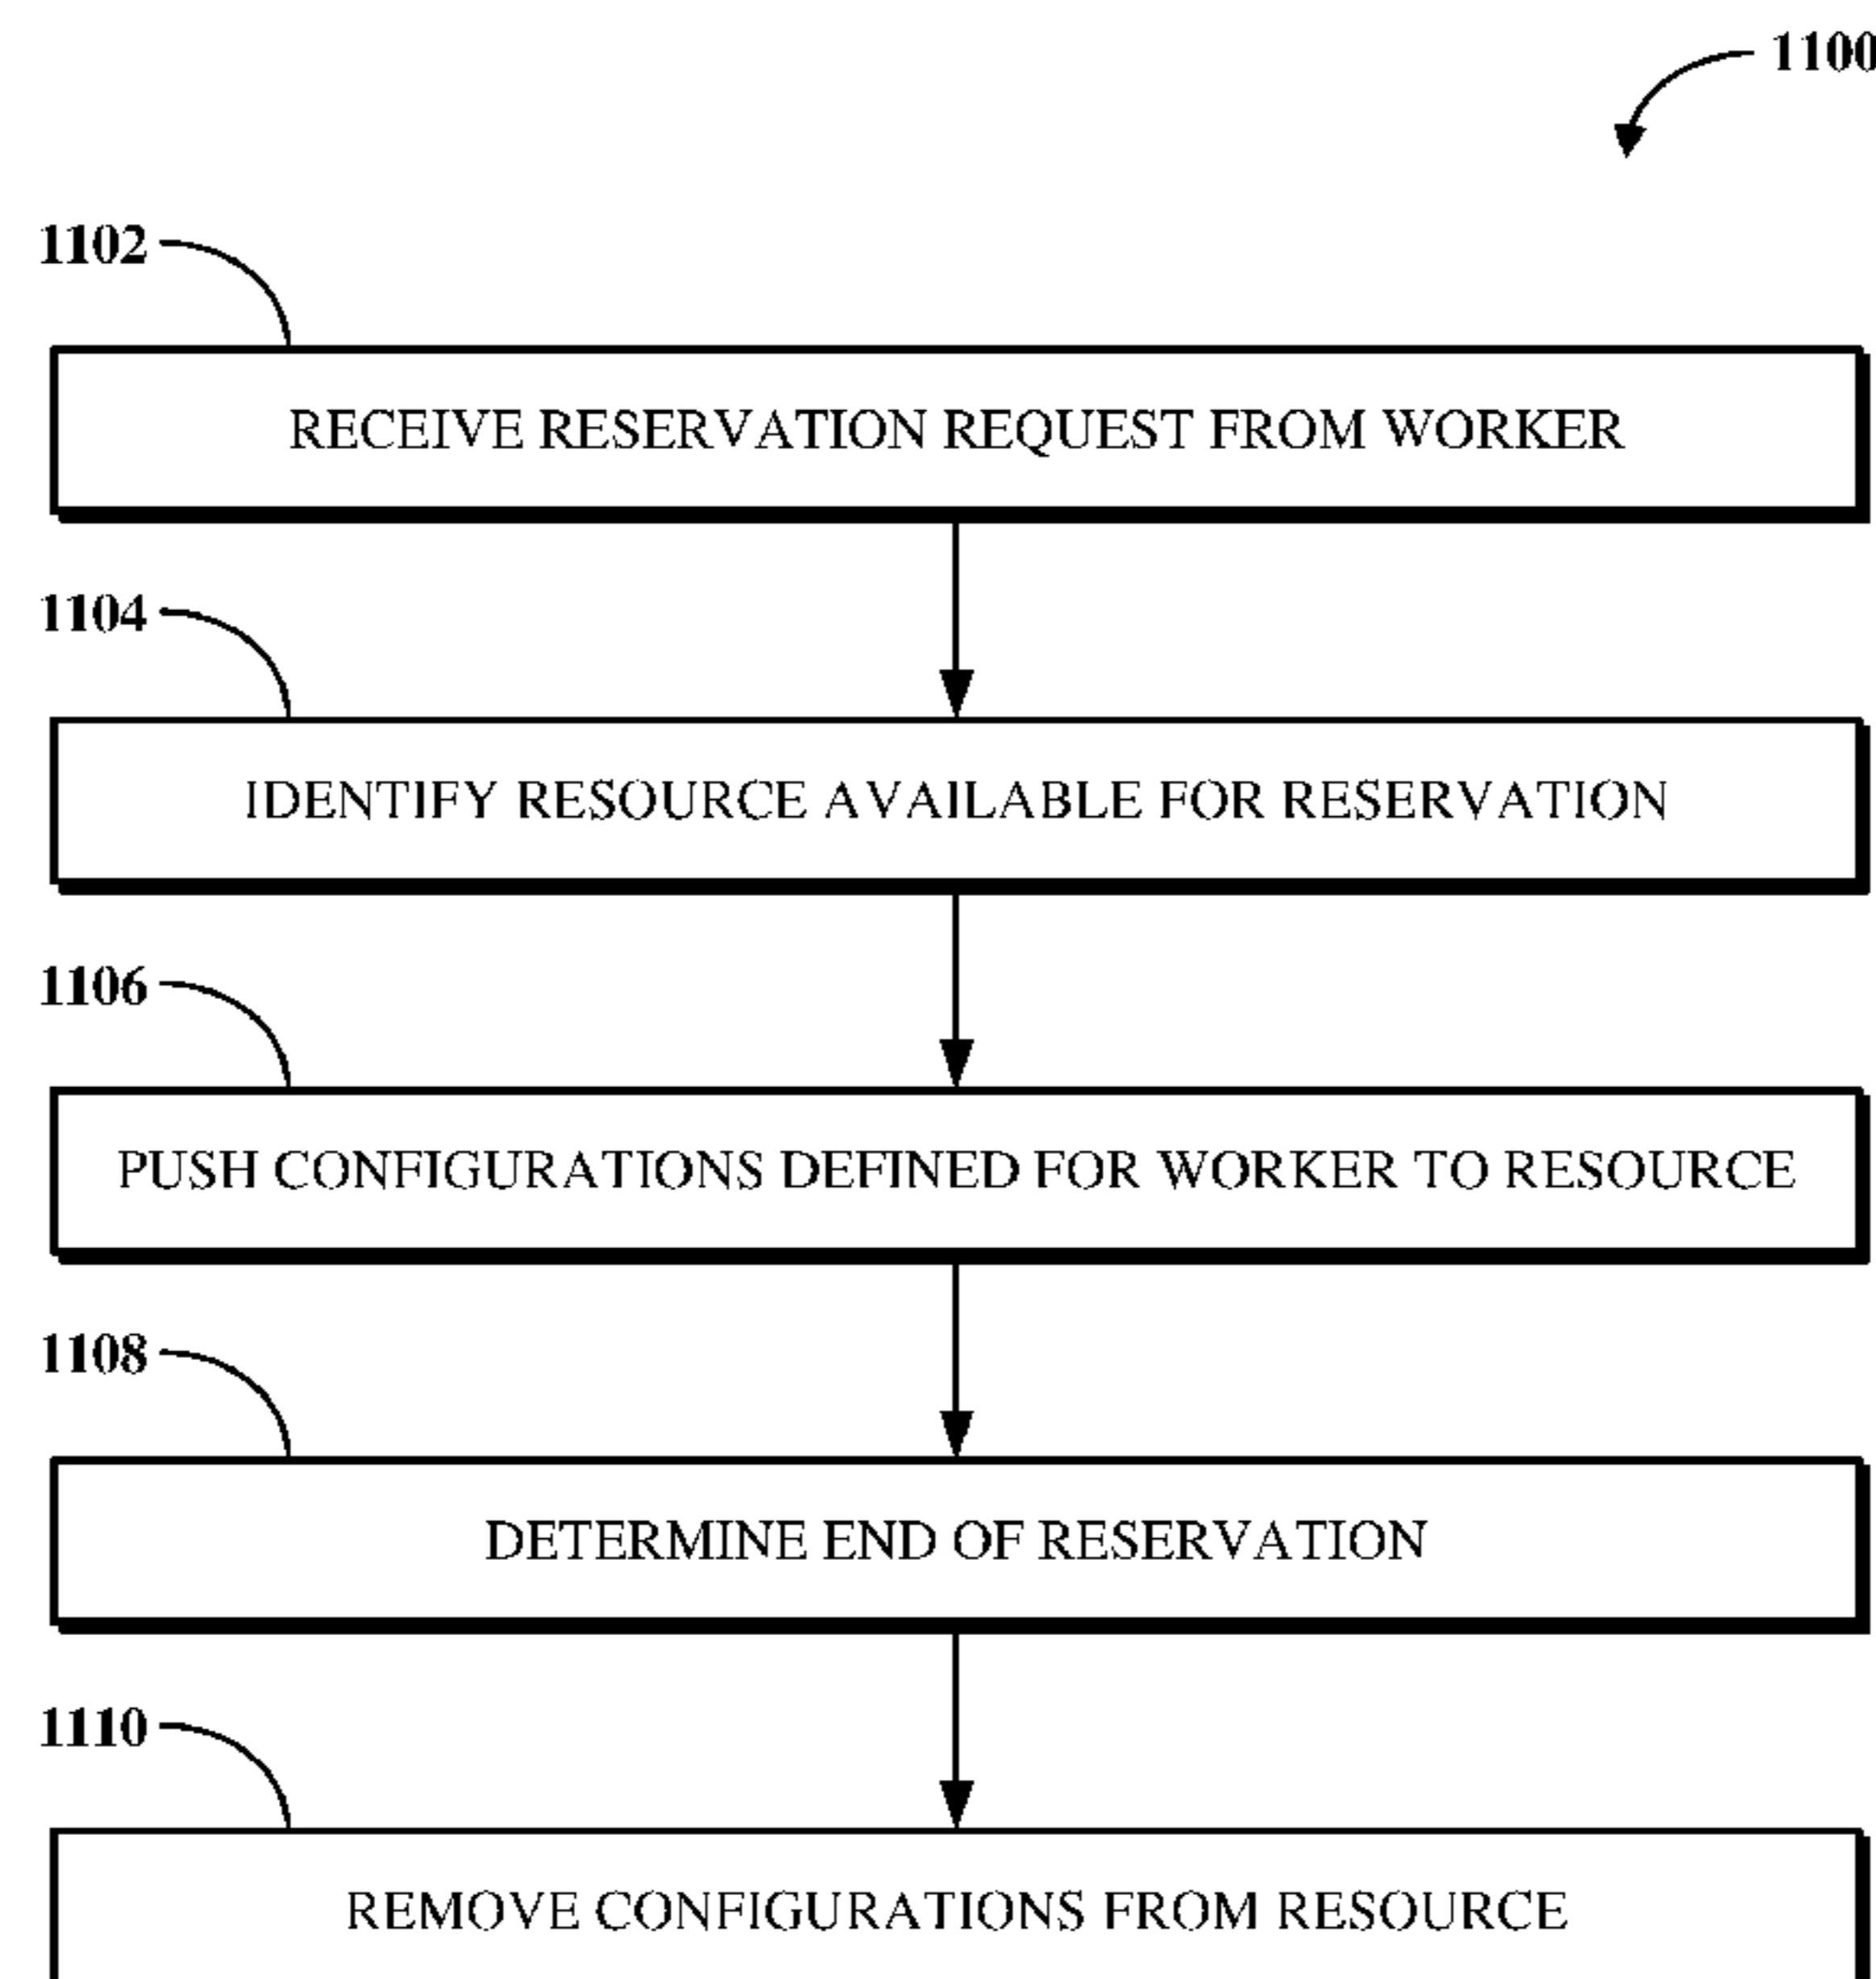 1100
1102
RECEIVE RESERVATION REQUEST FROM WORKER
1104
IDENTIFY RESOURCE AVAILABLE FOR RESERVATION
1106
PUSH CONFIGURATIONS DEFINED FOR WORKER TO RESOURCE
1108
DETERMINE END OF RESERVATION
1110
REMOVE CONFIGURATIONS FROM RESOURCE